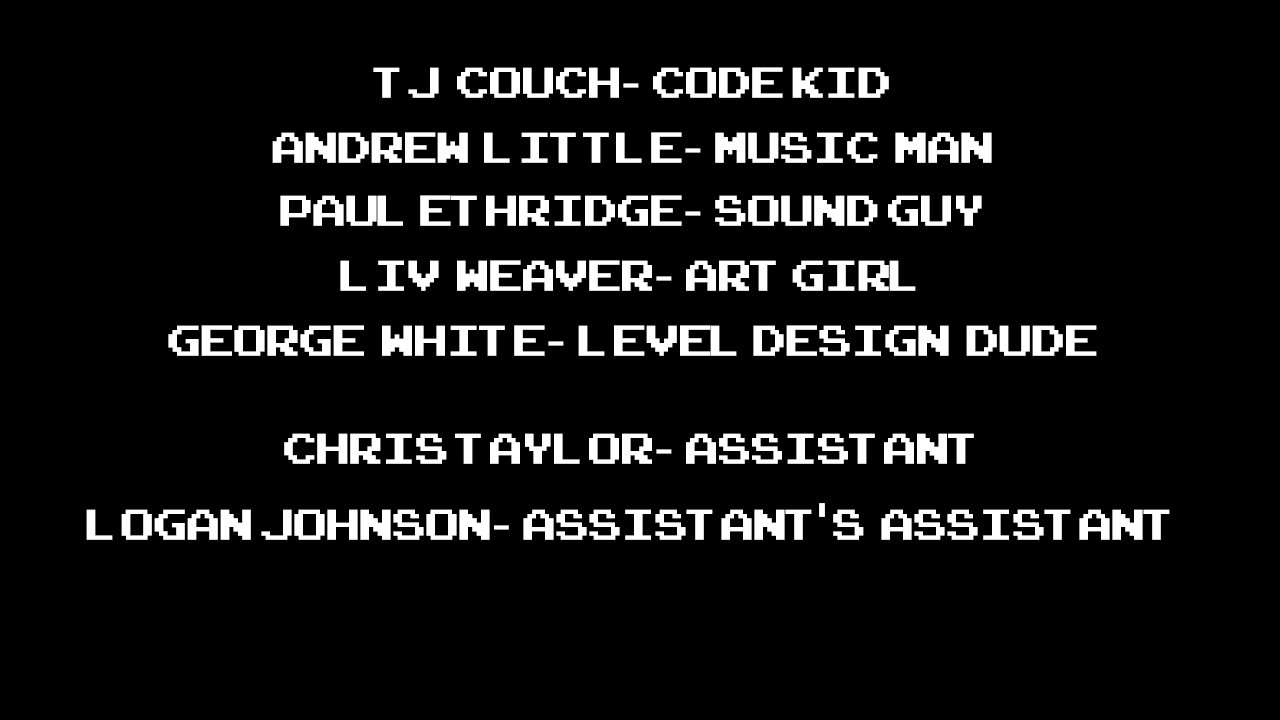 TJ COUCH- CODE KID
ANDREW LITTLE- MUSIC MAN
PAUL ETHRIDGE- SOUND GUY
LIV WEAVER- ART GIRL
GEORGE WHITE- LEVEL DESIGN DUDE
CHRIS TAYLOR- ASSISTANT
LOGAN JOHNSON- ASSISTANT'S ASSISTANT